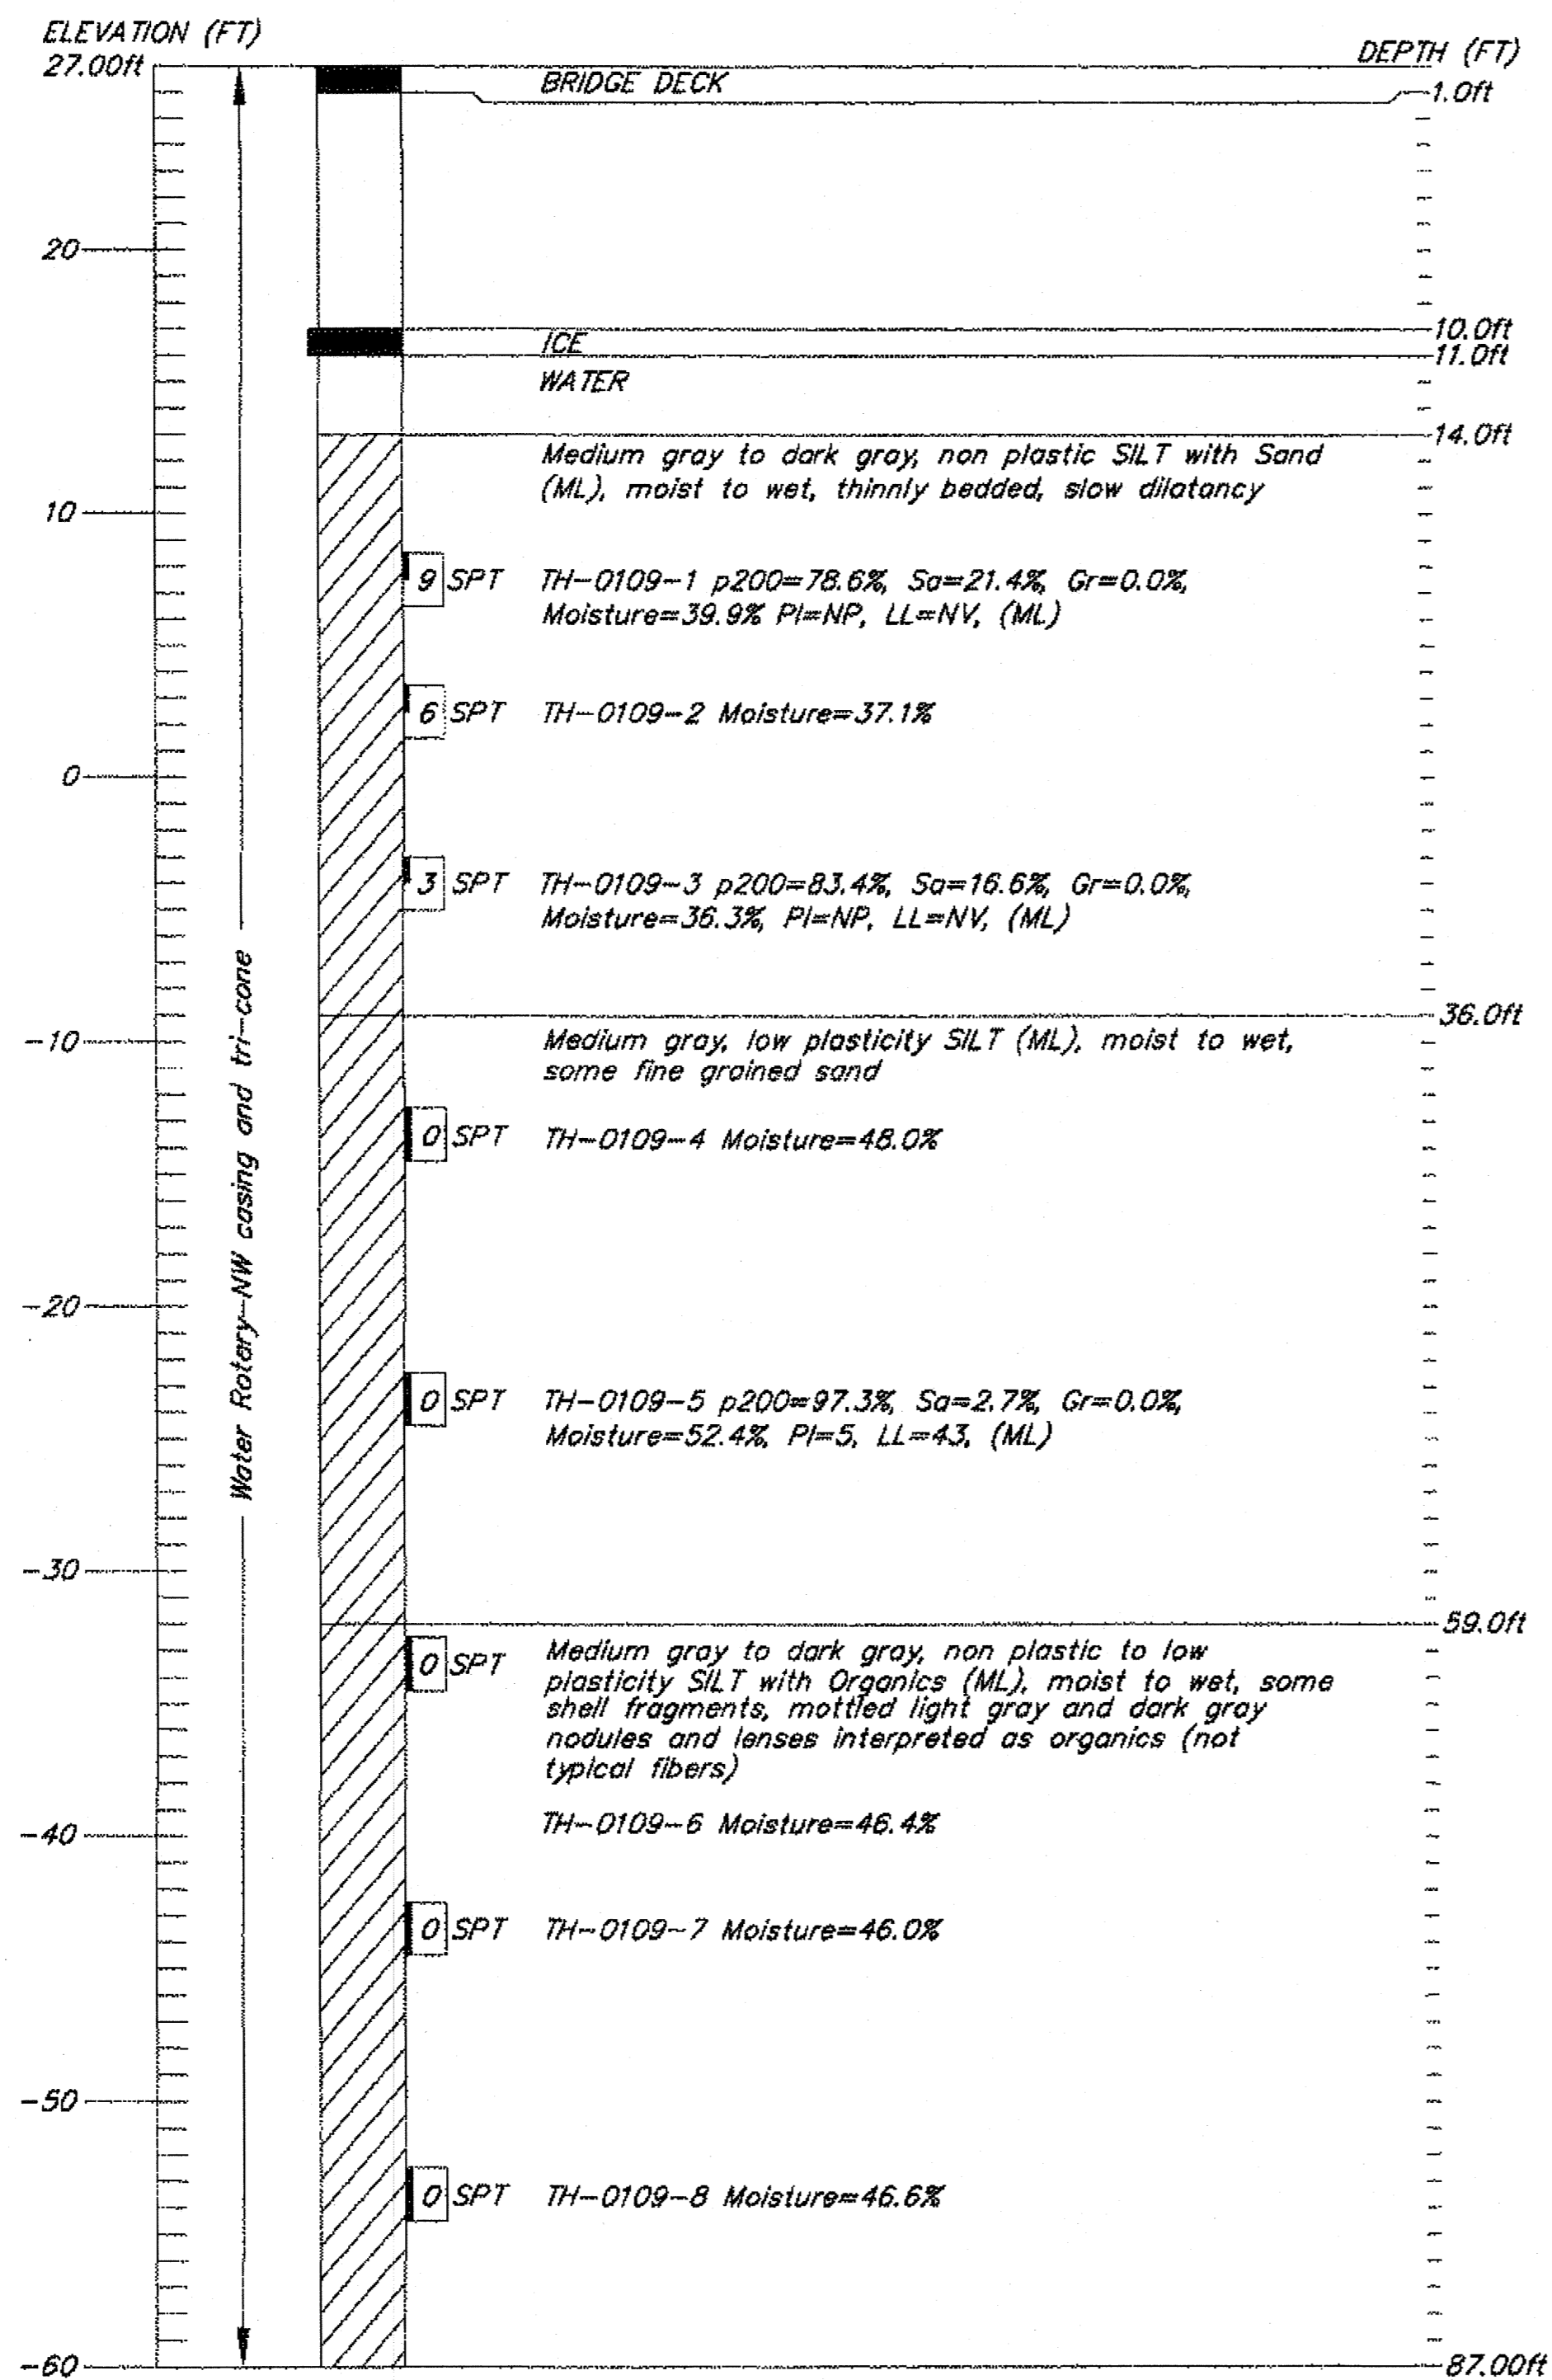 ELEVATION (FT)
27.00ft
DEPTH (FT)
BRIDGE DECK
1.0ft
20
10.0ft
ICE
11.0ft
WATER
14.0ft
Medium gray to dark gray, non plastic SILT with Sand
(ML), moist to wet, thinnly bedded, slow dilatancy
10
9 SPT TH-0109-1 p200=78.6%, Sa=21.4%, Gr=0.0%,
Moisture=39.9% PI=NP, LL=NV, (ML)
6 SPT TH-0109-2 Moisture=37.1%
0
3 SPT TH-0109-3 p200=83.4%, Sa=16.6%, Gr=0.0%,
Moisture=36.3%, PI=NP, LL=NV, (ML)
Water Rotary-NW casing and tri-cone
36.0ft
-10
Medium gray, low plasticity SILT (ML), moist to wet,
some fine grained sand
0 SPT TH-0109-4 Moisture=48.0%
-20
0 SPT TH-0109-5 p200=97.3%, Sa=2.7%, Gr=0.0%,
Moisture=52.4%, PI=5, LL=43, (ML)
-30
59.0ft
0 SPT Medium gray to dark gray, non plastic to low
plasticity SILT with Organics (ML), moist to wet, some
shell fragments, mottled light gray and dark gray
nodules and lenses interpreted as organics (not
typical fibers)
TH-0109-6 Moisture=46.4%
-40
0 SPT TH-0109-7 Moisture=46.0%
-50
0 SPT TH-0109-8 Moisture=46.6%
-60
87.00ft